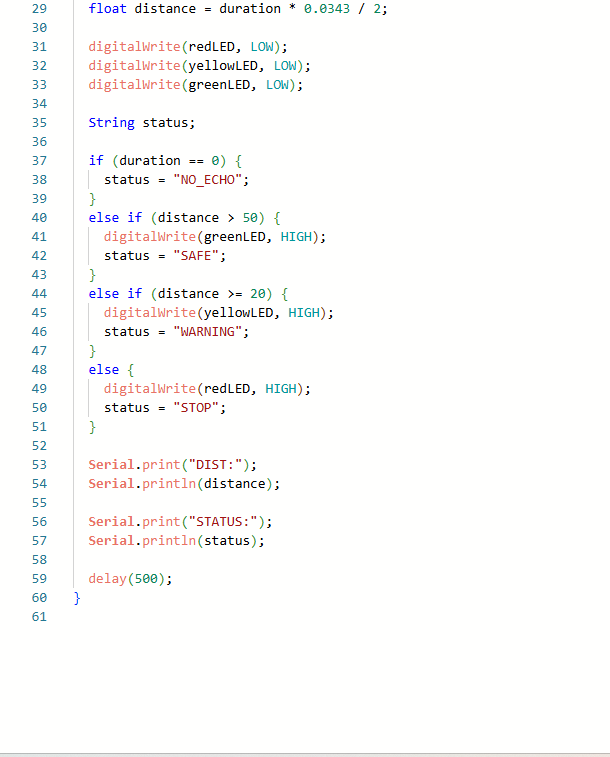 29 float distance = duration * 0.0343 / 2;
30
31 digitalWrite(redLED, LOW);
32 digitalWrite(yellowLED, LOW);
33 digitalWrite(greenLED, LOW);
34
35 String status;
36
37 if (duration == 0) {
38 status = "NO_ECHO";
39 }
40 else if (distance > 50) {
41 digitalWrite(greenLED, HIGH);
42 status = "SAFE";
43 }
44 else if (distance >= 20) {
45 digitalWrite(yellowLED, HIGH);
46 status = "WARNING";
47 }
48 else {
49 digitalWrite(redLED, HIGH);
50 status = "STOP";
51 }
52
53 Serial.print("DIST:");
54 Serial.println(distance);
55
56 Serial.print("STATUS:");
57 Serial.println(status);
58
59 delay(500);
60 }
61